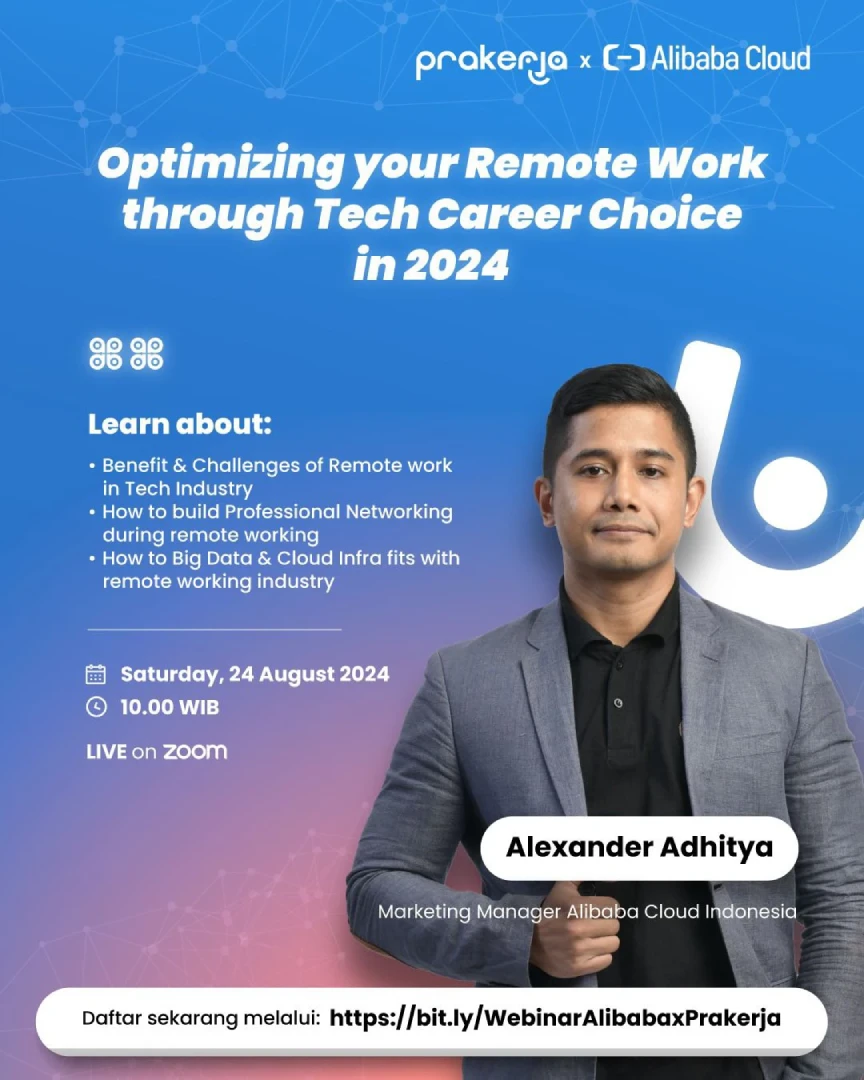 prakerja x Alibaba Cloud
Optimizing your Remote Work
through Tech Career Choice
in 2024
Learn about:
• Benefit & Challenges of Remote work
in Tech Industry
• How to build Professional Networking
during remote working
• How to Big Data & Cloud Infra fits with
remote working industry
Saturday, 24 August 2024
10.00 WIB
LIVE on zoom
Alexander Adhitya
Marketing Manager Alibaba Cloud Indonesia
Daftar sekarang melalui: https://bit.ly/WebinarAlibabaxPrakerja